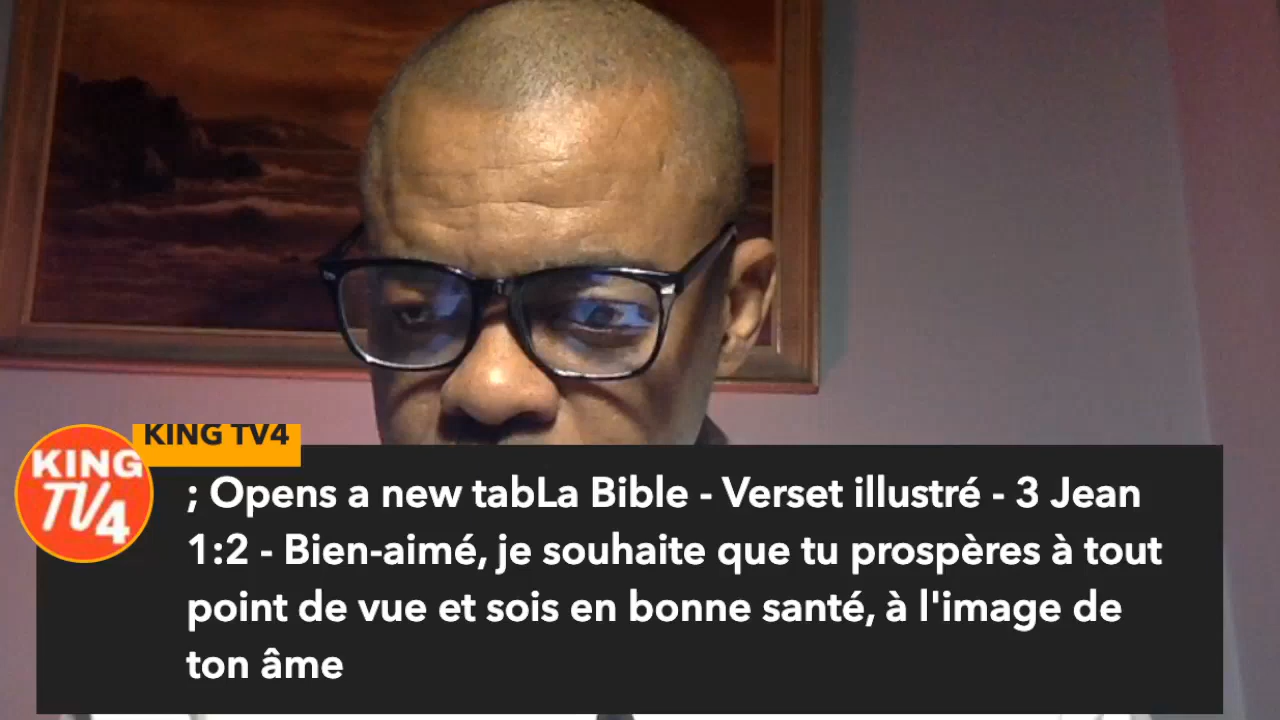 KING TV4
KING
TV4
; Opens a new tabLa Bible - Verset illustré - 3 Jean
1:2 - Bien-aimé, je souhaite que tu prospères à tout
point de vue et sois en bonne santé, à l'image de
ton âme